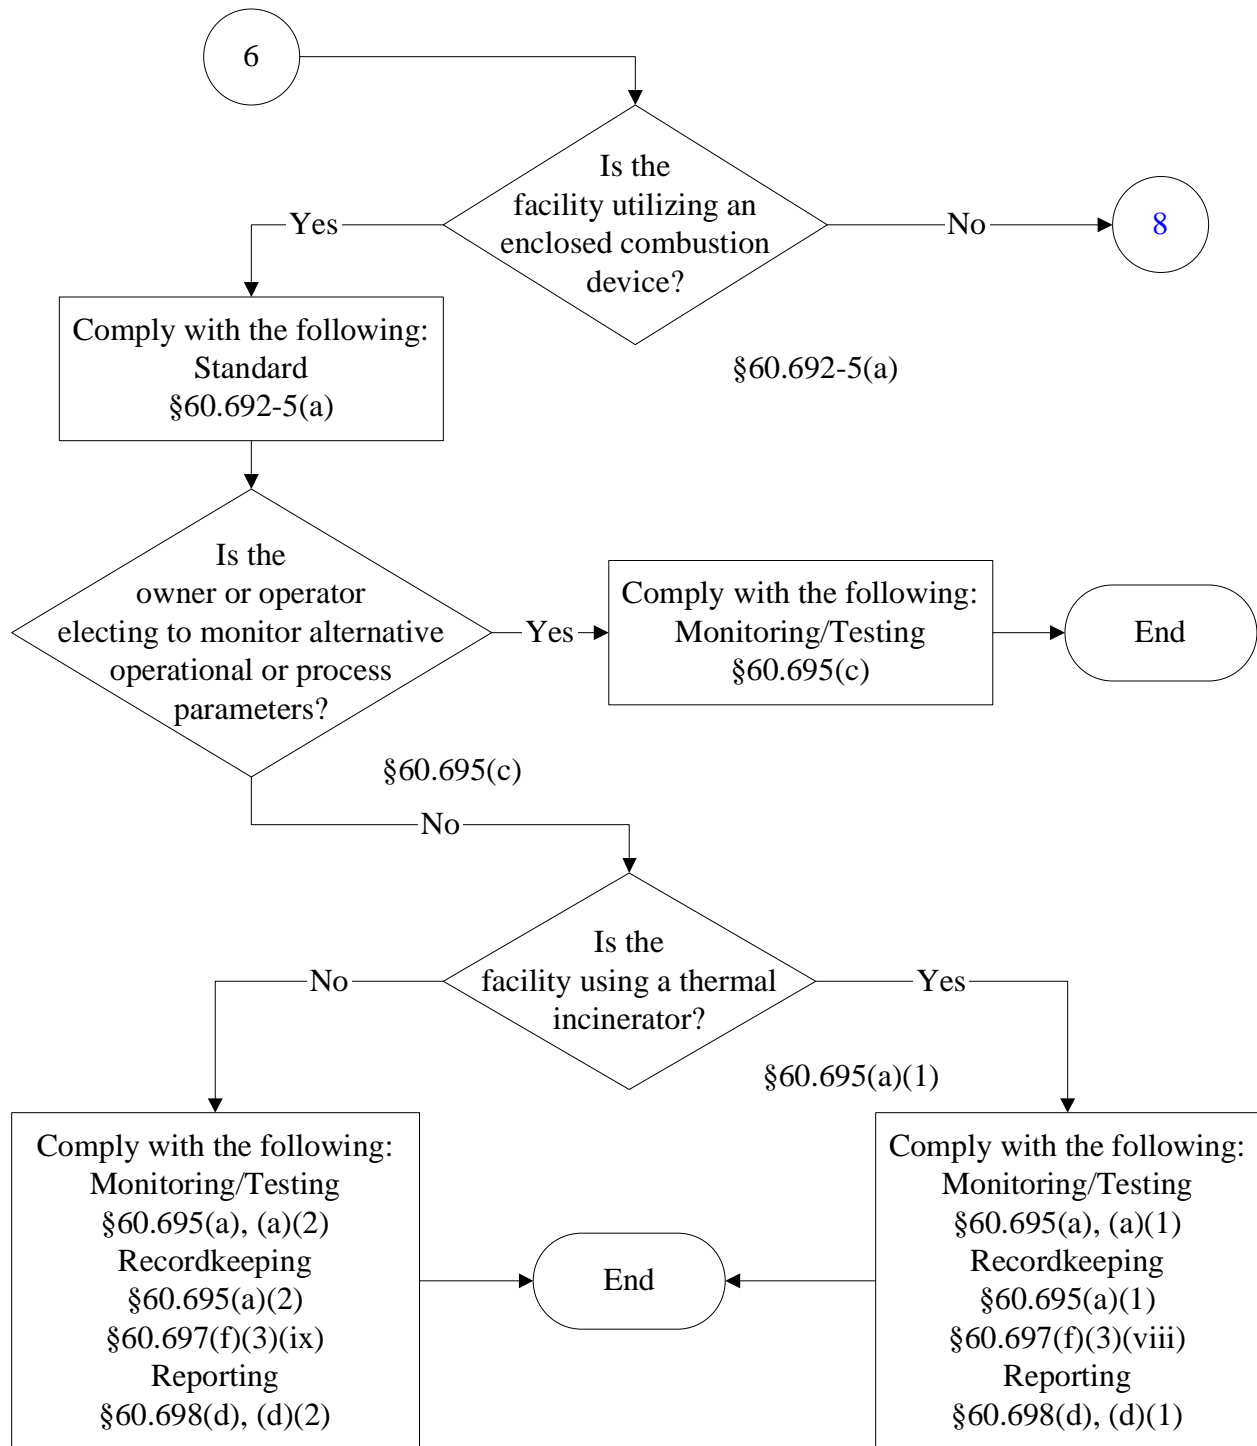 6
Is the
facility utilizing an
enclosed combustion
device?
Yes
No
8
Comply with the following:
Standard
§60.692-5(a)
§60.692-5(a)
Is the
owner or operator
electing to monitor alternative
operational or process
parameters?
Yes
Comply with the following:
Monitoring/Testing
§60.695(c)
End
§60.695(c)
No
Is the
facility using a thermal
incinerator?
No
Yes
§60.695(a)(1)
Comply with the following:
Monitoring/Testing
§60.695(a), (a)(2)
Recordkeeping
§60.695(a)(2)
§60.697(f)(3)(ix)
Reporting
§60.698(d), (d)(2)
End
Comply with the following:
Monitoring/Testing
§60.695(a), (a)(1)
Recordkeeping
§60.695(a)(1)
§60.697(f)(3)(viii)
Reporting
§60.698(d), (d)(1)